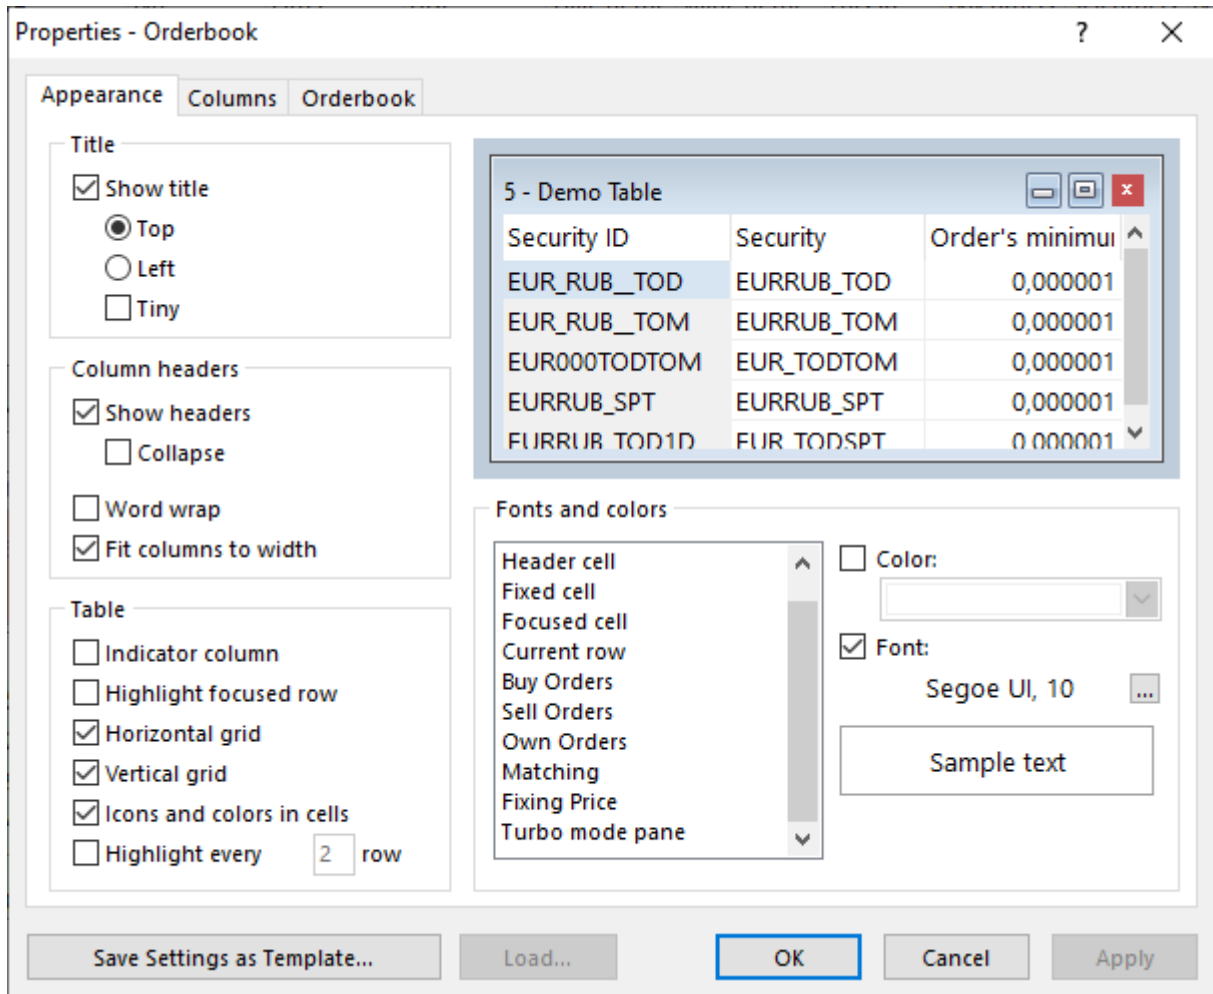 Properties - Orderbook
?
Appearance Columns Orderbook
Title
Show title
Top
Left
Tiny
Column headers
Show headers
Collapse
Word wrap
Fit columns to width
Table
Indicator column
Highlight focused row
Horizontal grid
Vertical grid
Icons and colors in cells
Highlight every 2 row
5 - Demo Table
Security ID Security Order's
EUR_RUB__TOD EURRUB_TOD 0,000001
EUR_RUB__TOM EURRUB_TOM 0,000001
EUR000TODTOM EUR_TODTOM 0,000001
EURRUB_SPT EURRUB_SPT 0,000001
EURRUB_TOD1D EUR_TODSPT 0,000001
Fonts and colors
Header cell
Fixed cell
Focused cell
Current row
Buy Orders
Sell Orders
Own Orders
Matching
Fixing Price
Turbo mode pane
Color:
Font:
Segoe UI, 10
...
Sample text
Save Settings as Template... Load... OK Cancel Apply